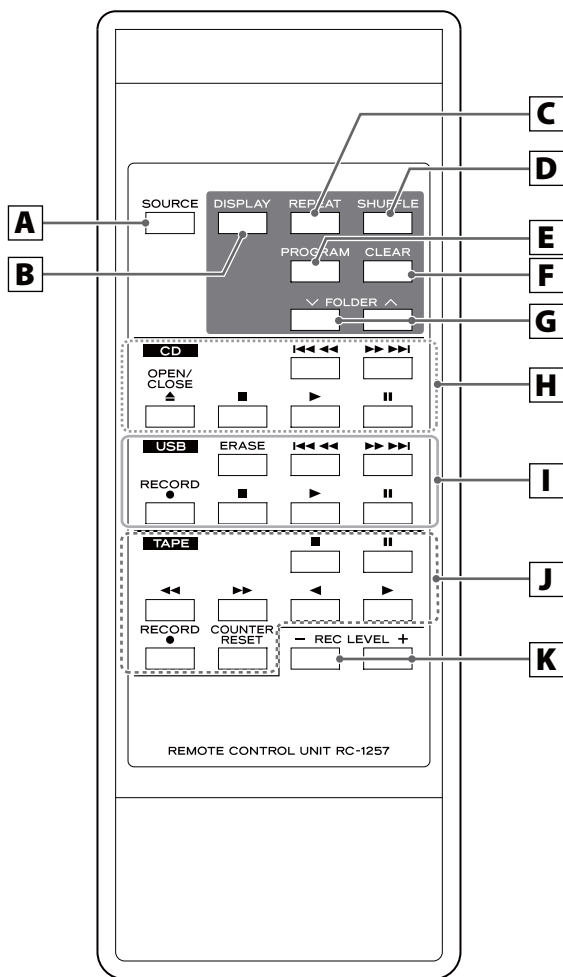 C
D
SOURCE DISPLAY REPEAT SHUFFLE
A
E
PROGRAM CLEAR
B
F
FOLDER
G
CD
OPEN/
CLOSE
H
USB ERASE
I
RECORD
TAPE
J
RECORD COUNTER
RESET
− REC LEVEL +
K
REMOTE CONTROL UNIT RC-1257